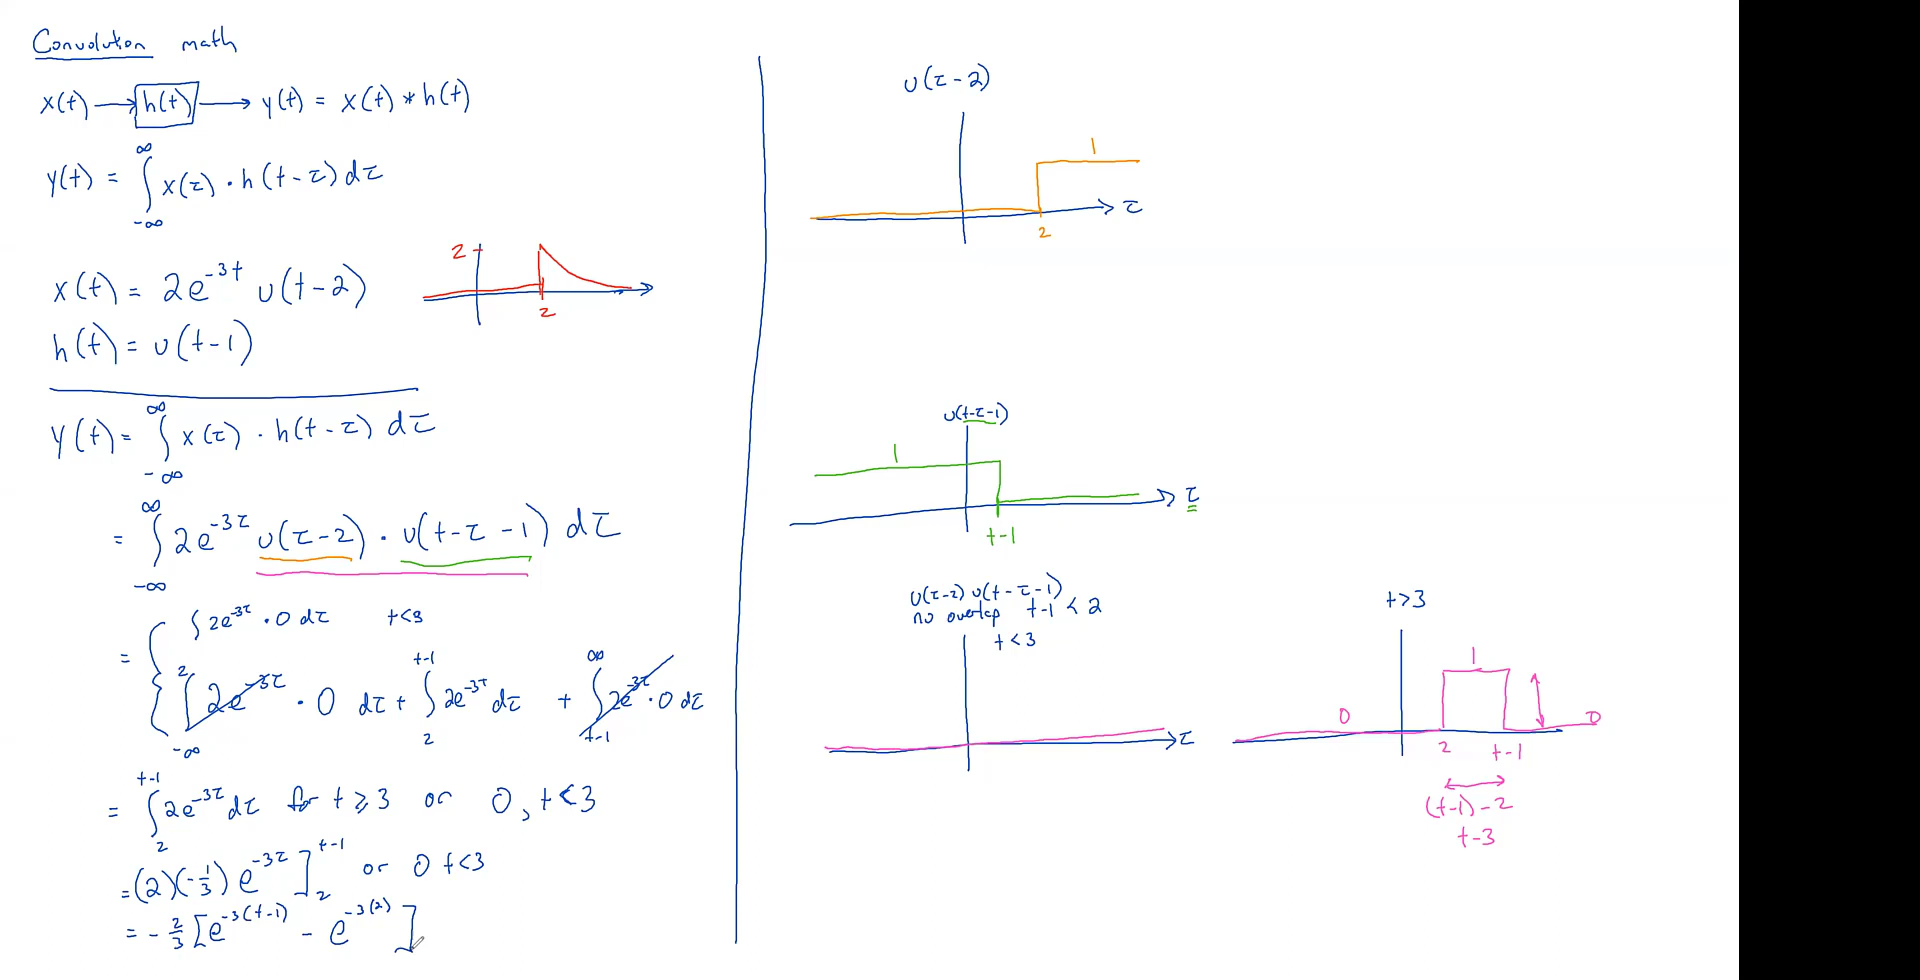 Convolution math
x(t) → h(t) → y(t) = x(t) * h(t)
y(t) = ∫_{-∞}^{∞} x(τ) · h(t-τ) dτ
x(t) = 2e^{-3t} u(t-2)
h(t) = u(t-1)
2
2
y(t) = ∫_{-∞}^{∞} x(τ) · h(t-τ) dτ
= ∫_{-∞}^{∞} 2e^{-3τ} u(τ-2) · u(t-τ-1) dτ
= { ∫ 2e^{-3τ} · 0 dτ t<3
∫_{-∞}^{2} 2e^{-3τ} · 0 dτ + ∫_{2}^{t-1} 2e^{-3τ} dτ + ∫_{t-1}^{∞} 2e^{-3τ} · 0 dτ
= ∫_{2}^{t-1} 2e^{-3τ} dτ for t ≥ 3 or 0, t<3
= (2)(-1/3) e^{-3τ} ]_{2}^{t-1} or 0 t<3
= -2/3 [e^{-3(t-1)} - e^{-3(2)}]
u(τ-2)
1
τ
2
u(t-τ-1)
1
τ
t-1
u(τ-2) u(t-τ-1)
no overlap t-1 < 2
t<3
τ
t>3
1
0
0
2 t-1
(t-1)-2
t-3